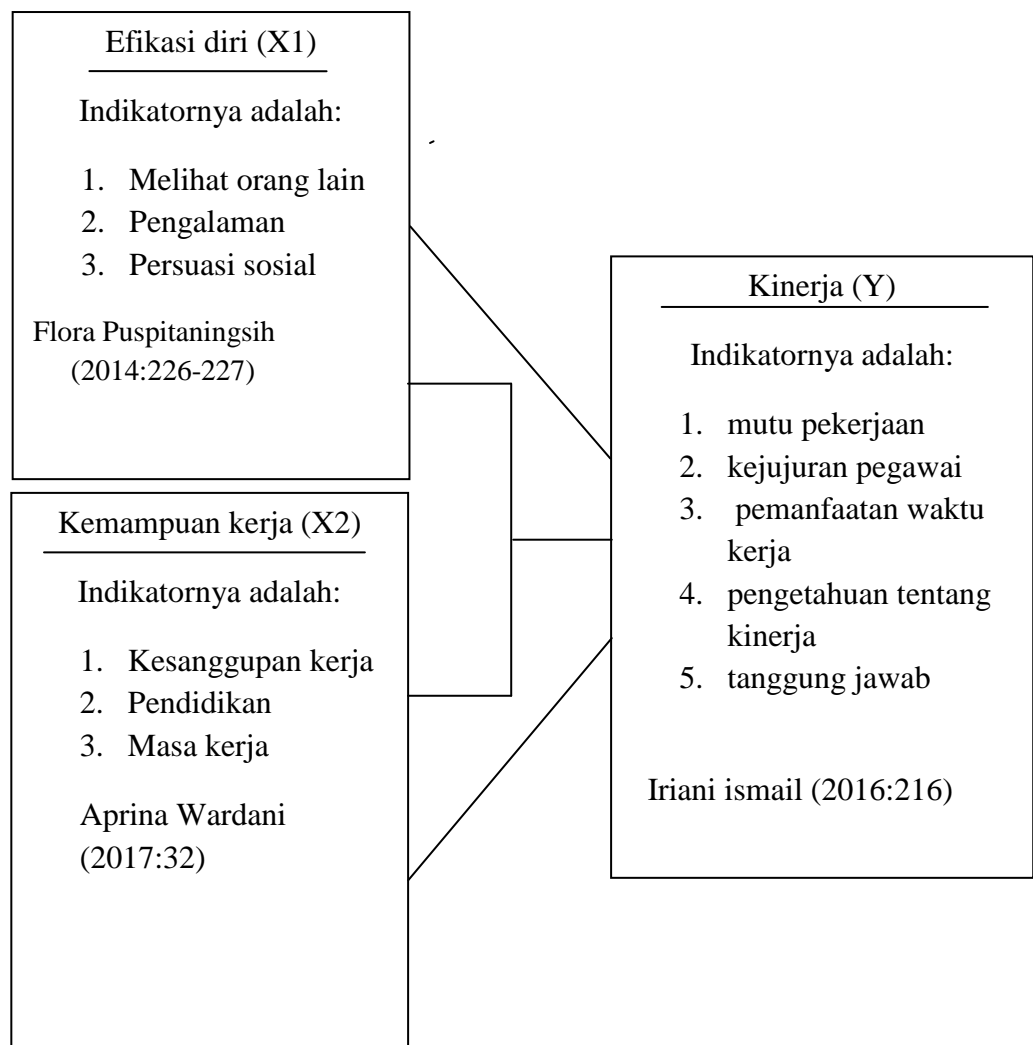 Efikasi diri (X1)
Indikatornya adalah:
1. Melihat orang lain
2. Pengalaman
3. Persuasi sosial
Flora Puspitaningsih
(2014:226-227)
Kemampuan kerja (X2)
Indikatornya adalah:
1. Kesanggupan kerja
2. Pendidikan
3. Masa kerja
Aprina Wardani
(2017:32)
Kinerja (Y)
Indikatornya adalah:
1. mutu pekerjaan
2. kejujuran pegawai
3. pemanfaatan waktu
kerja
4. pengetahuan tentang
kinerja
5. tanggung jawab
Iriani ismail (2016:216)